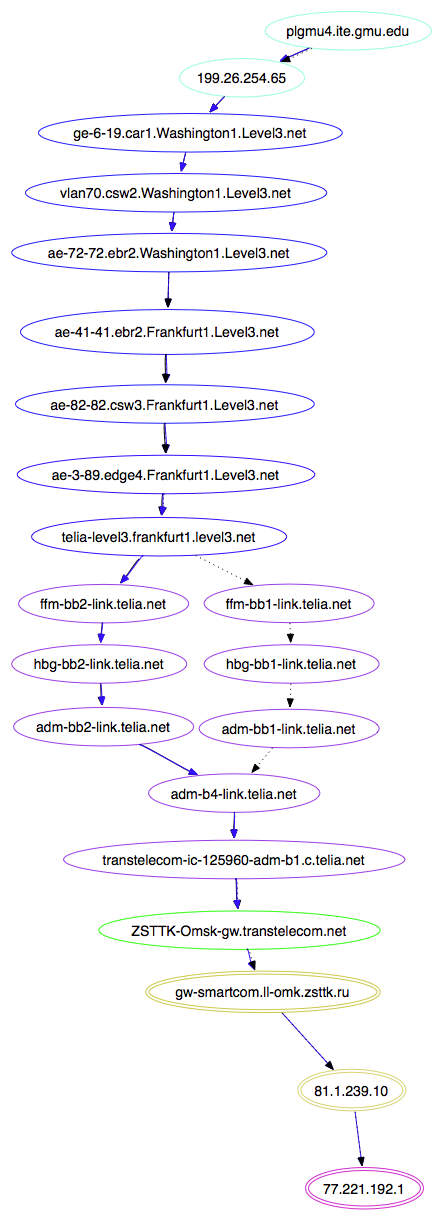 plgmu4.ite.gmu.edu
199.26.254.65
ge-6-19.car1.Washington1.Level3.net
vlan70.csw2.Washington1.Level3.net
ae-72-72.ebr2.Washington1.Level3.net
ae-41-41.ebr2.Frankfurt1.Level3.net
ae-82-82.csw3.Frankfurt1.Level3.net
ae-3-89.edge4.Frankfurt1.Level3.net
telia-level3.frankfurt1.level3.net
ffm-bb2-link.telia.net
ffm-bb1-link.telia.net
hbg-bb2-link.telia.net
hbg-bb1-link.telia.net
adm-bb2-link.telia.net
adm-bb1-link.telia.net
adm-b4-link.telia.net
transtelecom-ic-125960-adm-b1.c.telia.net
ZSTTK-Omsk-gw.transtelecom.net
gw-smartcom.ll-omk.zsttk.ru
81.1.239.10
77.221.192.1